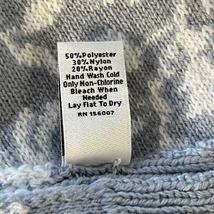 50%Polyester
30%Nylon
20%Rayon
Hand Wash Cold
Only Non-Chlorine
Bleach When
Needed
Lay Flat To Dry
RN 156007